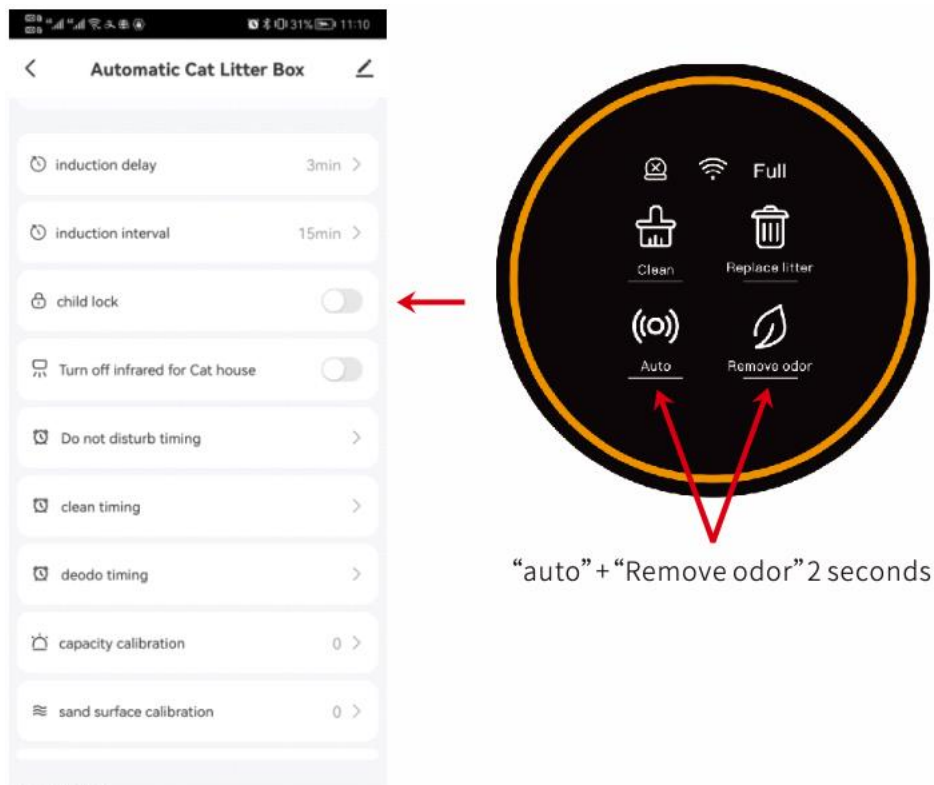 31% 11:10
Automatic Cat Litter Box
induction delay 3min >
induction interval 15min >
child lock
Turn off infrared for Cat house
Do not disturb timing >
clean timing >
deodo timing >
capacity calibration 0 >
sand surface calibration 0 >
Full
Clean Replace litter
Auto Remove odor
“auto”+“Remove odor”2 seconds